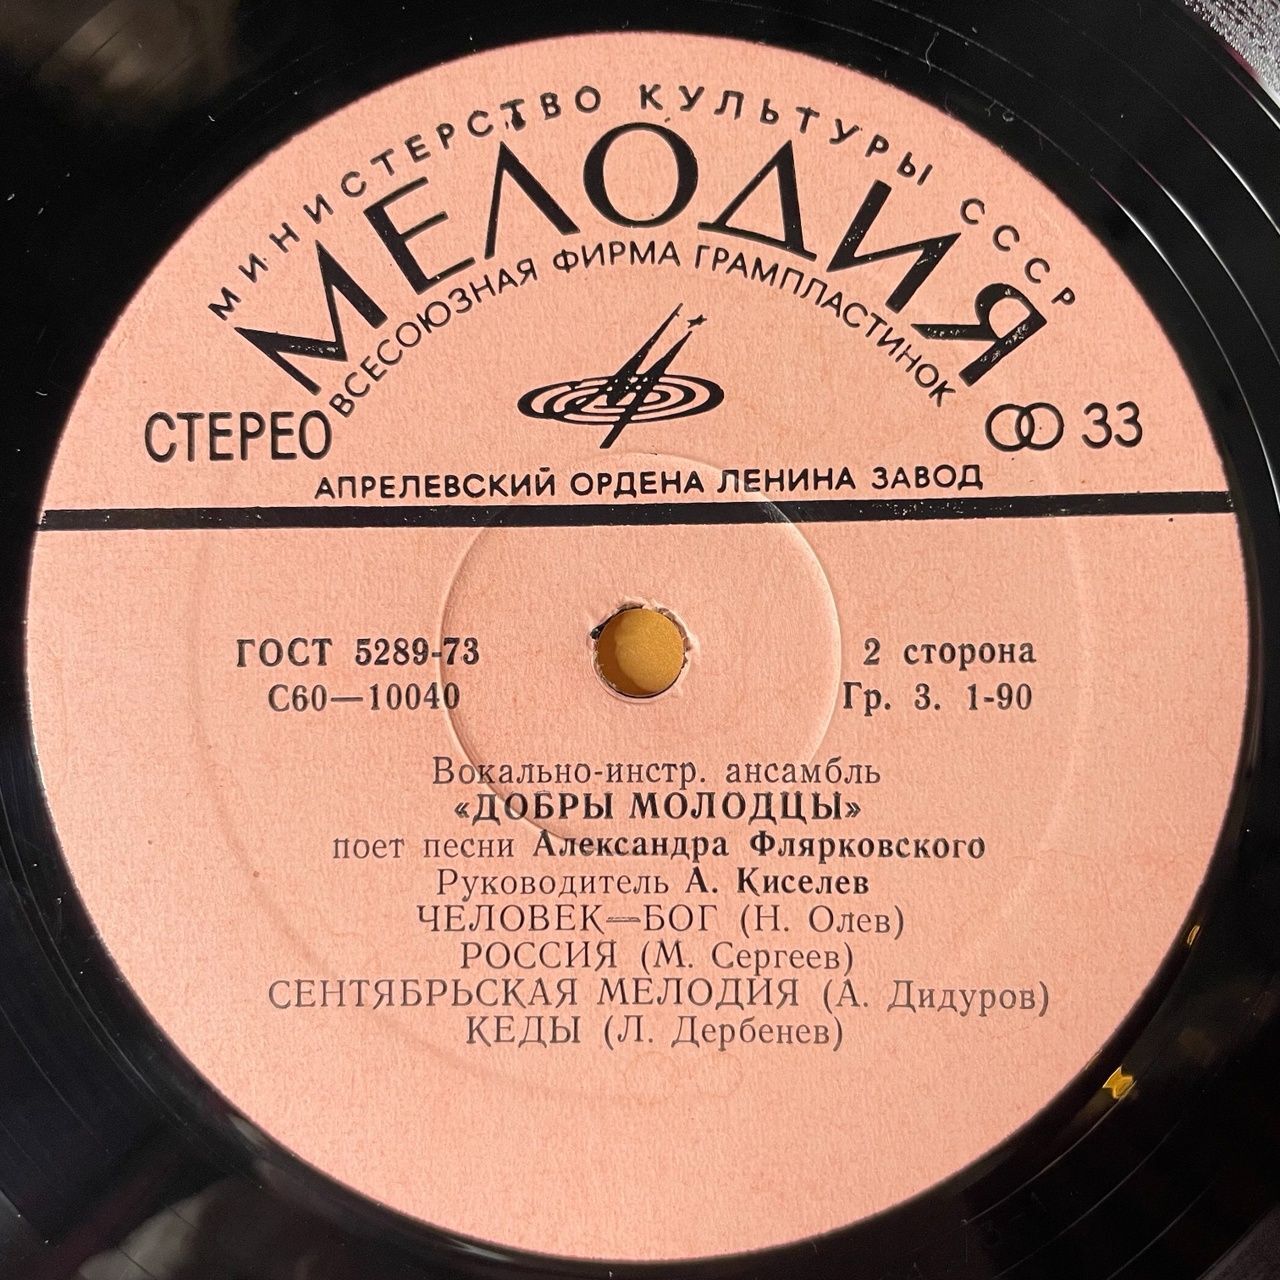 МИНИСТЕРСТВО КУЛЬТУРЫ СССР
МЕЛОДИЯ
ВСЕСОЮЗНАЯ ФИРМА ГРАМПЛАСТИНОК
СТЕРЕО
33
АПРЕЛЕВСКИЙ ОРДЕНА ЛЕНИНА ЗАВОД
ГОСТ 5289-73
С60—10040
2 сторона
Гр. 3. 1-90
Вокально-инстр. ансамбль
«ДОБРЫ МОЛОДЦЫ»
поет песни Александра Флярковского
Руководитель А. Киселев
ЧЕЛОВЕК—БОГ (Н. Олев)
РОССИЯ (М. Сергеев)
СЕНТЯБРЬСКАЯ МЕЛОДИЯ (А. Дидуров)
КЕДЫ (Л. Дербенев)